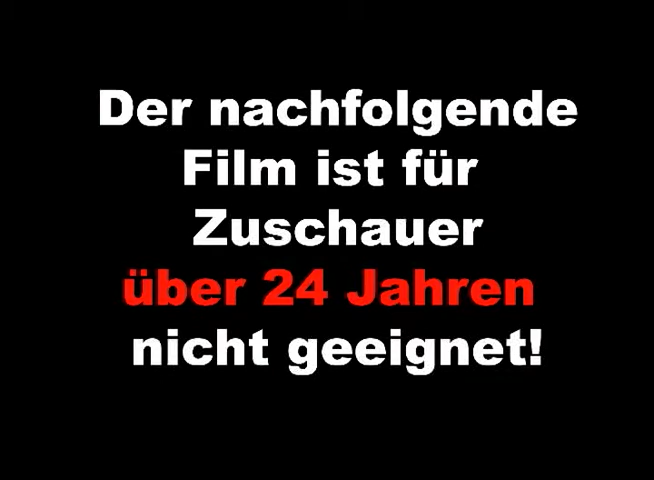 Der nachfolgende
Film ist für
Zuschauer
über 24 Jahren
nicht geeignet!